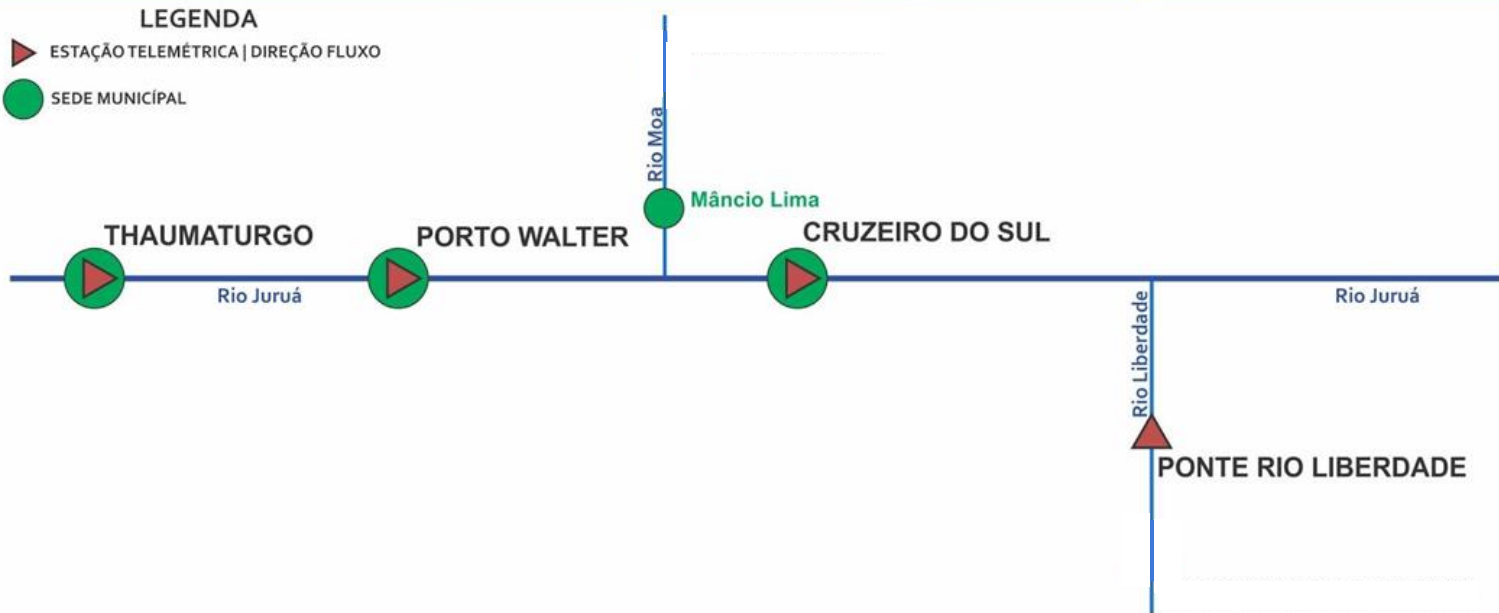 LEGENDA
ESTAÇÃO TELEMÉTRICA | DIREÇÃO FLUXO
SEDE MUNICÍPAL
Rio Moa
Mâncio Lima
THAUMATURGO
PORTO WALTER
CRUZEIRO DO SUL
Rio Juruá
Rio Juruá
Rio Liberdade
PONTE RIO LIBERDADE